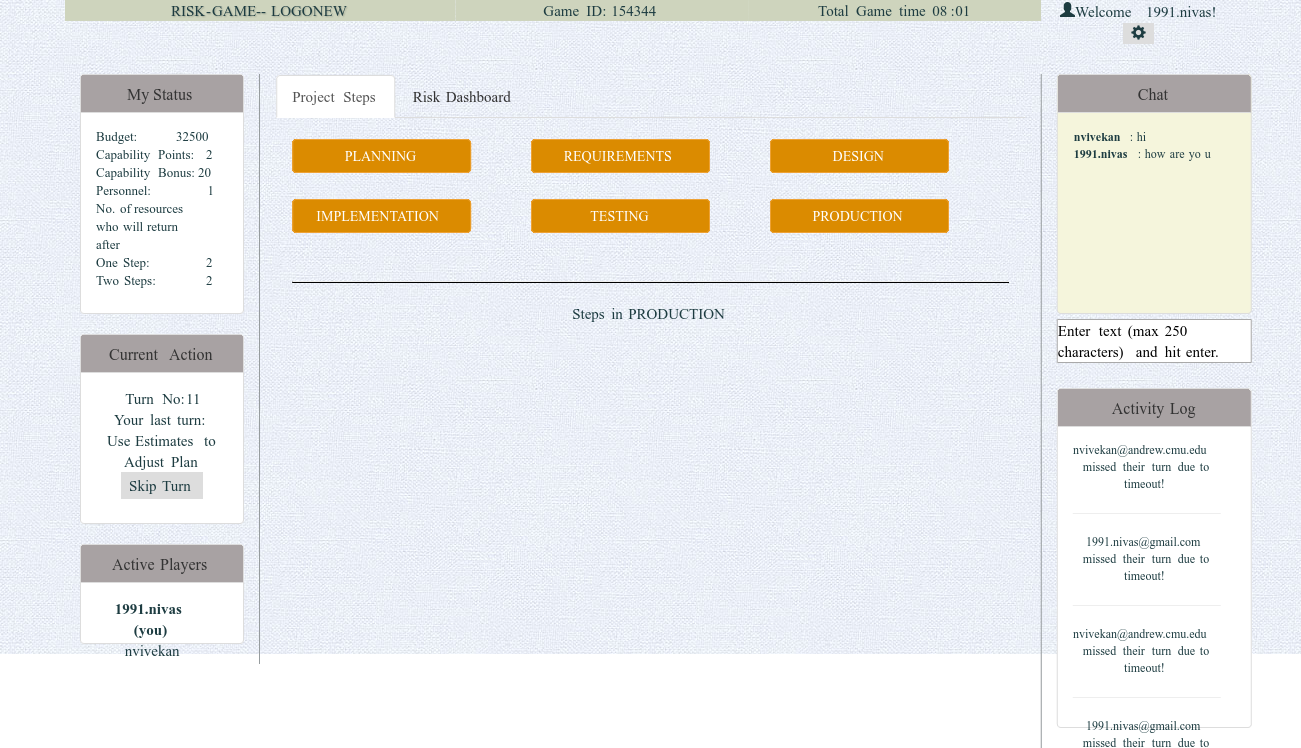 RISK-GAME-- LOGONEW
Game ID: 154344
Total Game time 08 :01
Welcome 1991.nivas!
My Status
Budget: 32500
Capability Points: 2
Capability Bonus: 20
Personnel: 1
No. of resources
who will return
after
One Step: 2
Two Steps: 2
Current Action
Turn No:11
Your last turn:
Use Estimates to
Adjust Plan
Skip Turn
Active Players
1991.nivas
(you)
nvivekan
Project Steps
Risk Dashboard
PLANNING
REQUIREMENTS
DESIGN
IMPLEMENTATION
TESTING
PRODUCTION
Steps in PRODUCTION
Chat
nvivekan : hi
1991.nivas : how are yo u
Enter text (max 250
characters) and hit enter.
Activity Log
nvivekan@andrew.cmu.edu
missed their turn due to
timeout!
1991.nivas@gmail.com
missed their turn due to
timeout!
nvivekan@andrew.cmu.edu
missed their turn due to
timeout!
1991.nivas@gmail.com
missed their turn due to